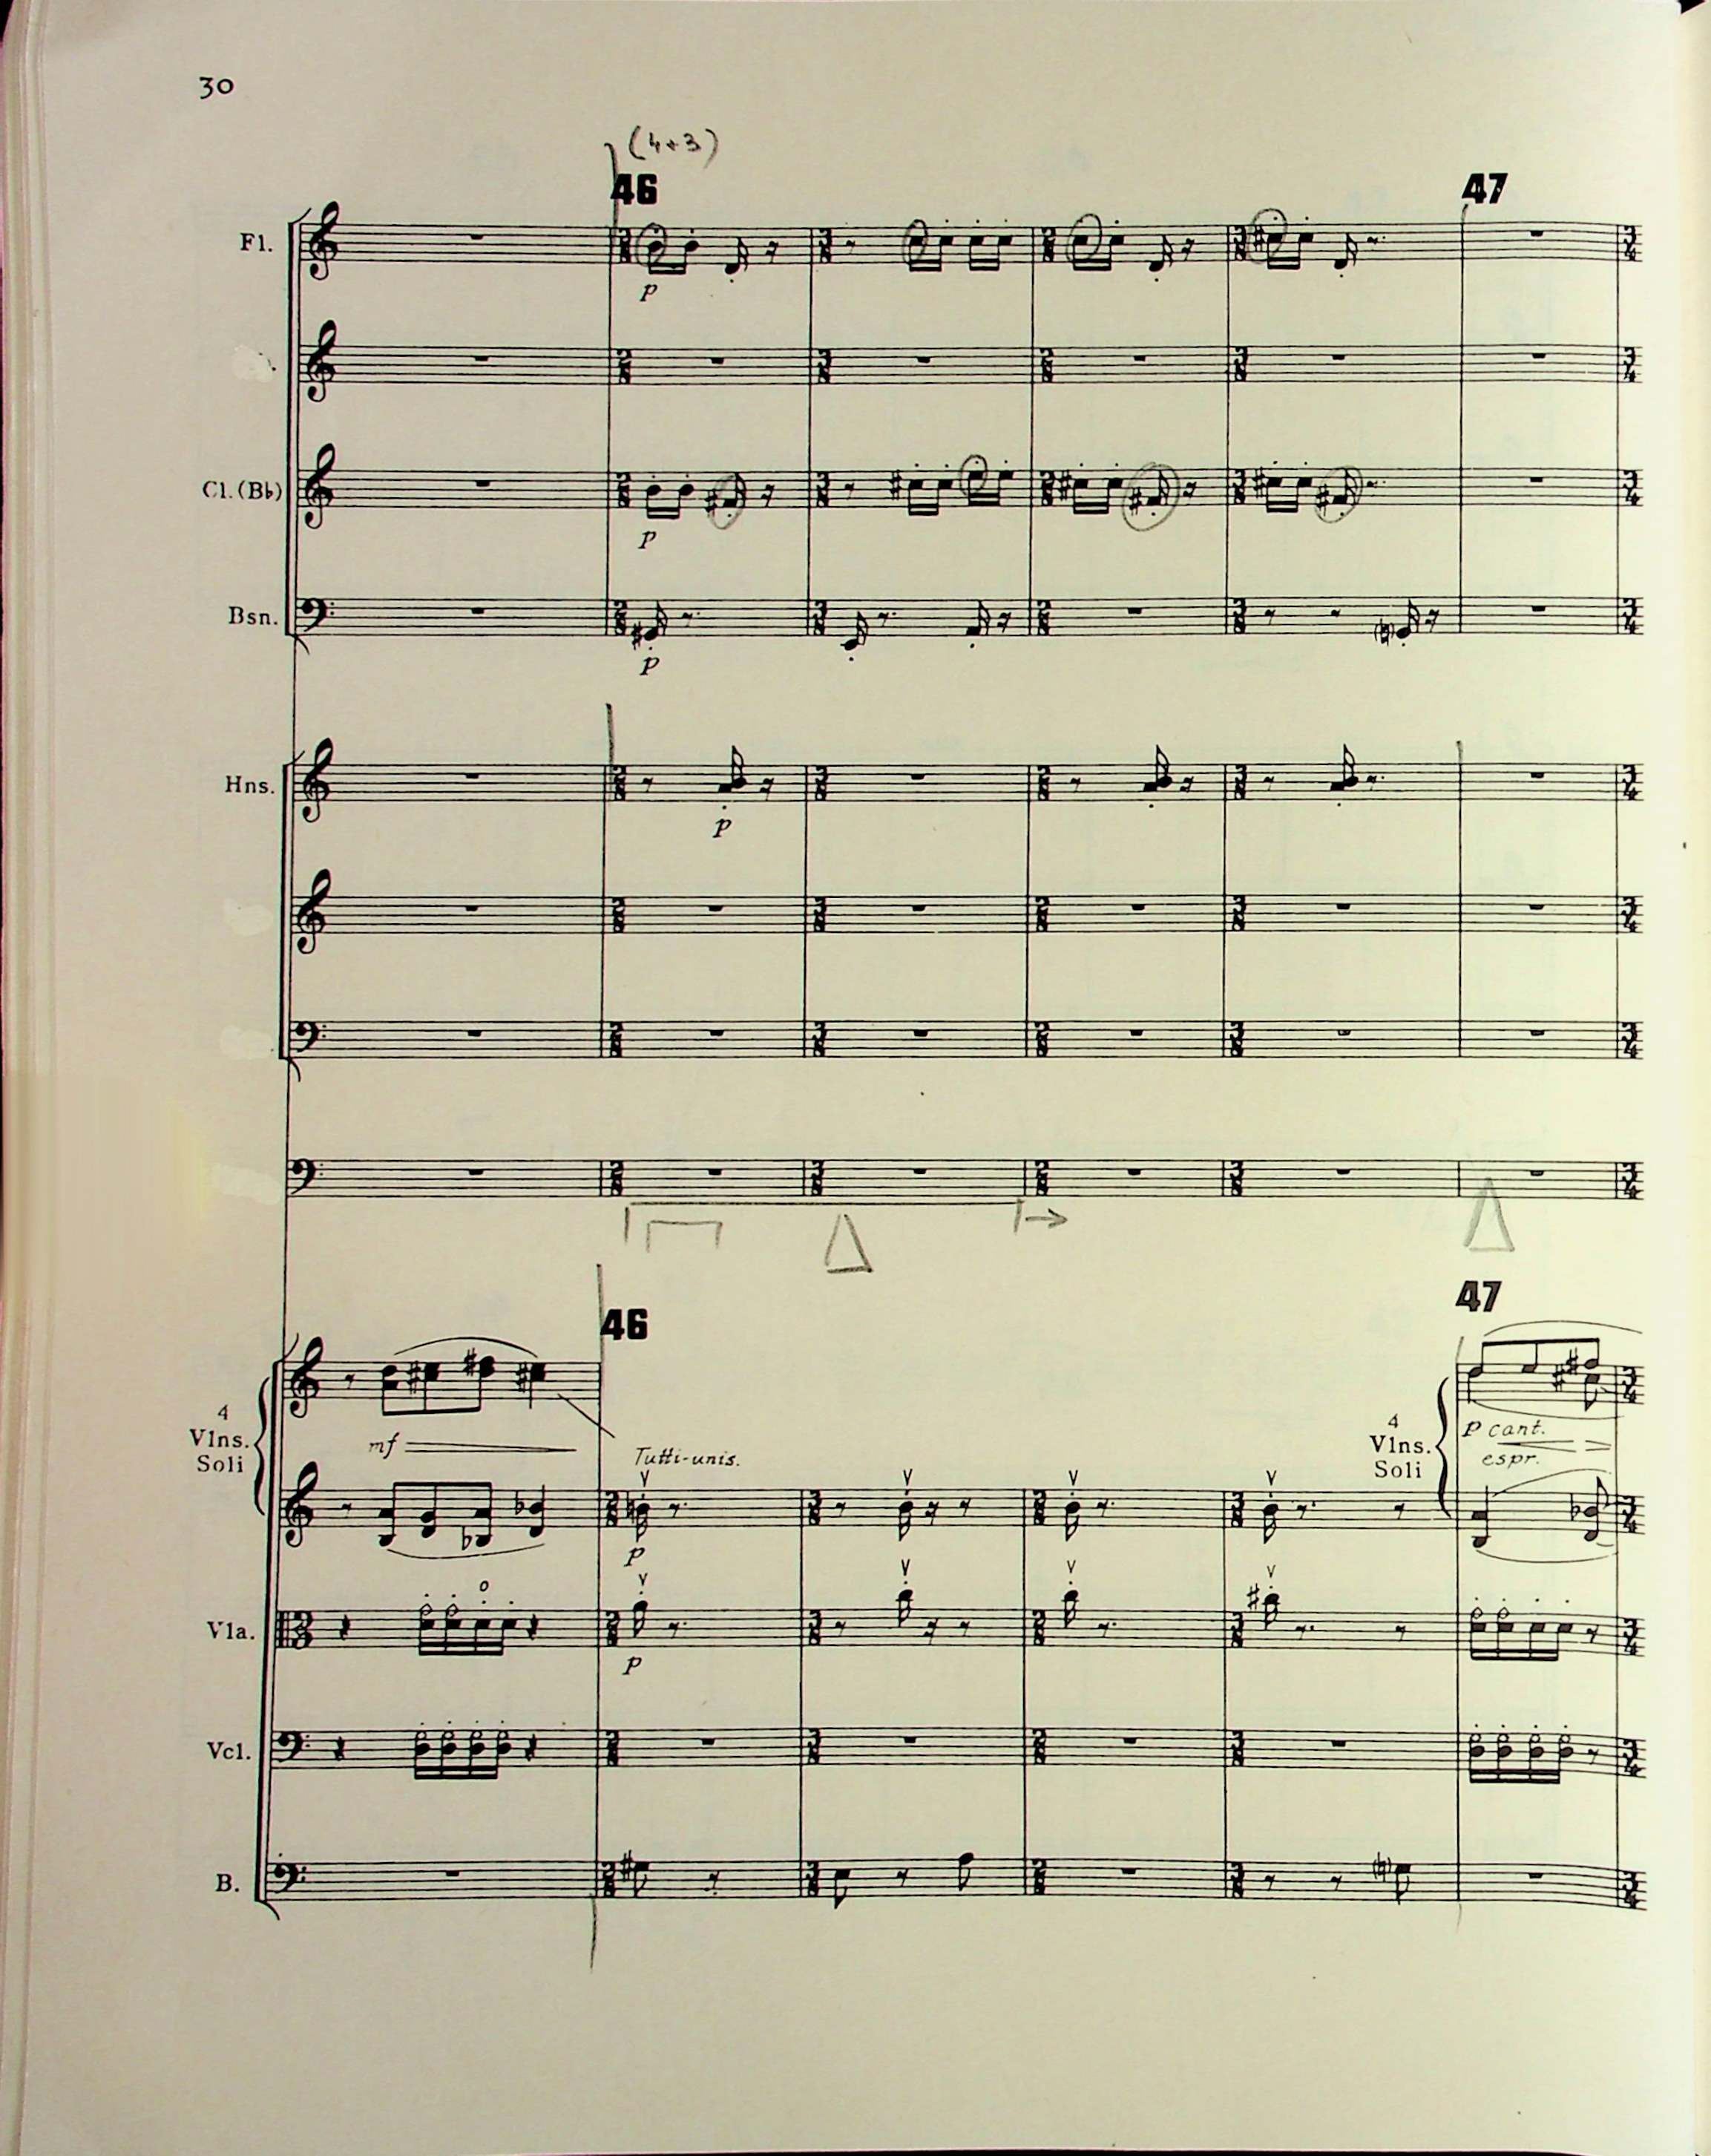 30
(4+3)
46
47
Fl.
p
Cl.(B♭)
p
Bsn.
p
Hns.
p
46
47
4
Vlns.
Soli
mf
Tutti-unis.
p
4
Vlns.
Soli
p cant.
espr.
Vla.
p
Vcl.
B.